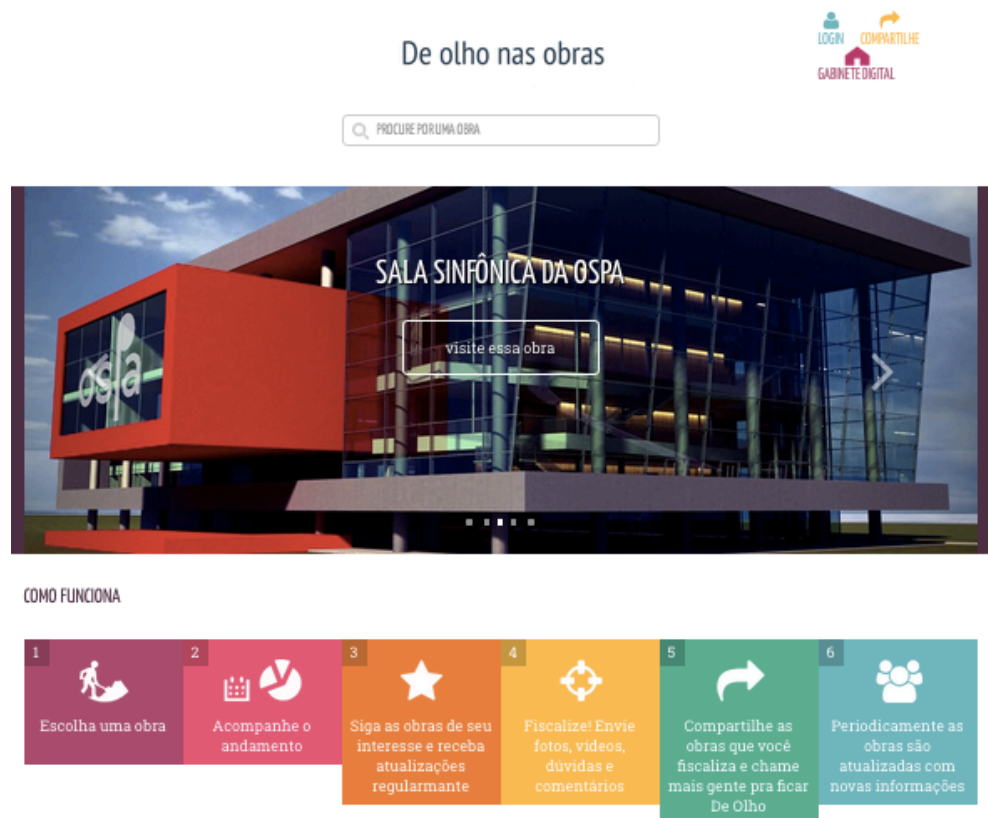 De olho nas obras
LOGIN
COMPARTILHE
GABINETE DIGITAL
PROCURE POR UMA OBRA
SALA SINFÔNICA DA OSPA
visite essa obra
ospa
COMO FUNCIONA
1
Escolha uma obra
2
Acompanhe o
andamento
3
Siga as obras de seu
interesse e receba
atualizações
regularmante
4
Fiscalize! Envie
fotos, vídeos,
dúvidas e
comentários
5
Compartilhe as
obras que você
fiscaliza e chame
mais gente pra ficar
De Olho
6
Periodicamente as
obras são
atualizadas com
novas informações